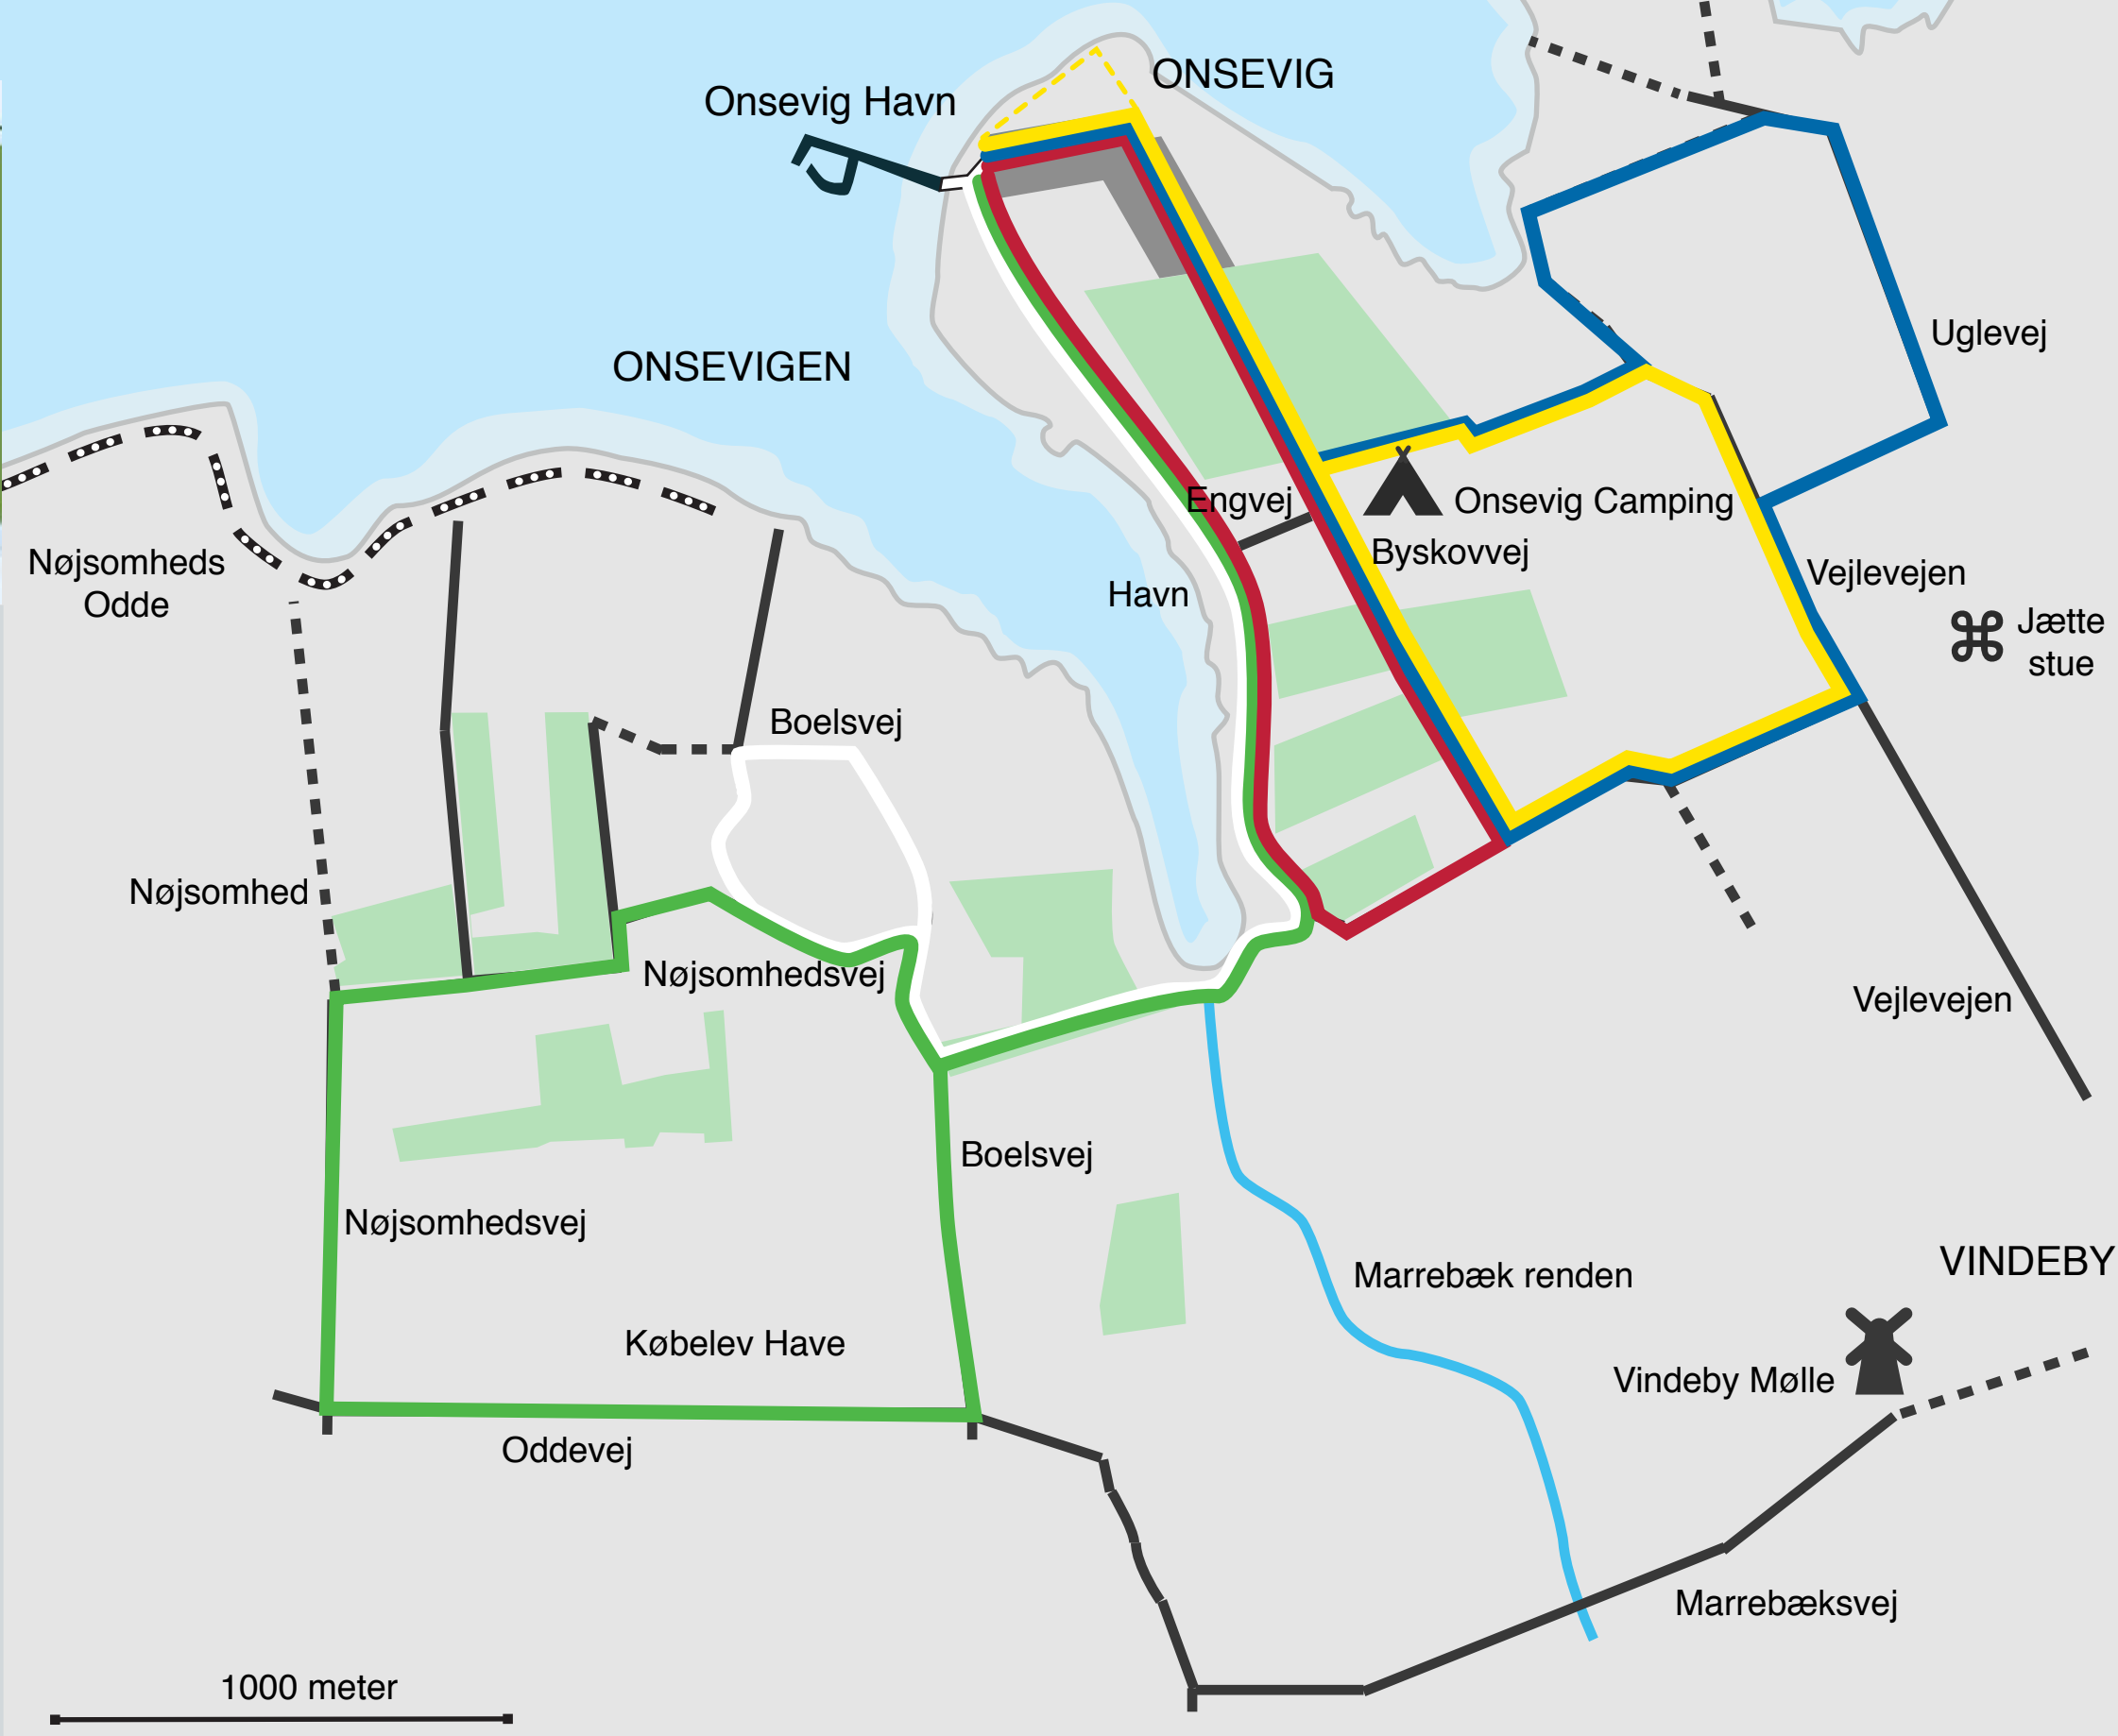 ONSEVIG
Onsevig Havn
Uglevej
ONSEVIGEN
Engvej
Onsevig Camping
Byskovvej
Nøjsomheds
Odde
Havn
Vejlevejen
Jætte
stue
Boelsvej
Nøjsomhed
Nøjsomhedsvej
Vejlevejen
Boelsvej
Nøjsomhedsvej
Marrebæk renden
VINDEBY
Købelev Have
Vindeby Mølle
Oddevej
Marrebæksvej
1000 meter